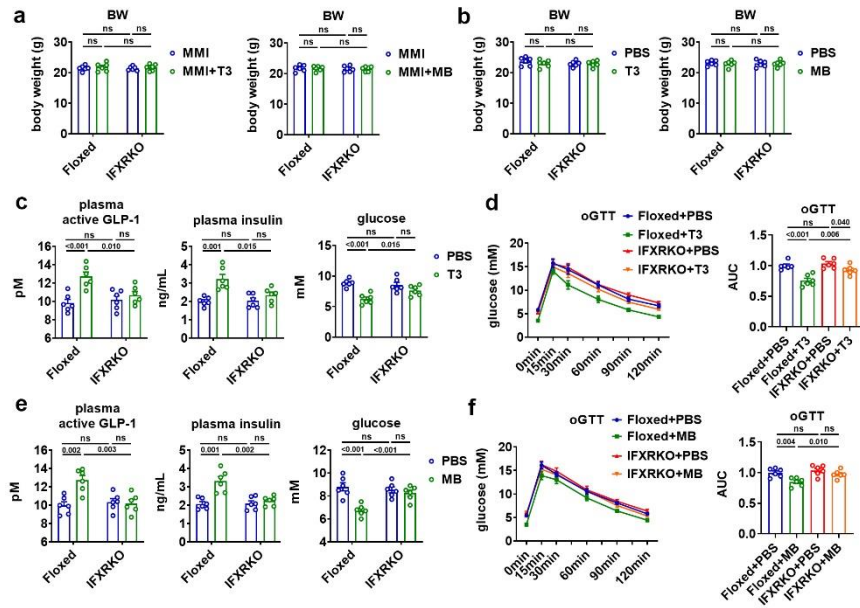 a
BW
ns ns
ns ns
body weight (g)
30
20
10
0
Floxed
IFXRKO
MMI
MMI+T3
BW
ns ns
ns ns
body weight (g)
30
20
10
0
Floxed
IFXRKO
MMI
MMI+MB
b
BW
ns ns
ns ns
body weight (g)
30
20
10
0
Floxed
IFXRKO
PBS
T3
BW
ns ns
ns ns
body weight (g)
30
20
10
0
Floxed
IFXRKO
PBS
MB
c
plasma
active GLP-1
ns ns
<0.001 0.010
pM
16
14
12
10
8
6
Floxed
IFXRKO
plasma insulin
ns ns
0.001 0.015
ng/mL
5
4
3
2
1
0
Floxed
IFXRKO
glucose
ns ns
<0.001 0.015
mM
15
10
5
0
Floxed
IFXRKO
PBS
T3
d
oGTT
Floxed+PBS
Floxed+T3
IFXRKO+PBS
IFXRKO+T3
glucose (mM)
20
15
10
5
0
0min
15min
30min
60min
90min
120min
oGTT
ns 0.040
<0.001 0.006
AUC
1.5
1.0
0.5
0.0
Floxed+PBS
Floxed+T3
IFXRKO+PBS
IFXRKO+T3
e
plasma
active GLP-1
ns ns
0.002 0.003
pM
16
14
12
10
8
6
Floxed
IFXRKO
plasma insulin
ns ns
0.001 0.002
ng/mL
5
4
3
2
1
0
Floxed
IFXRKO
glucose
ns ns
<0.001 <0.001
mM
12
10
8
6
4
Floxed
IFXRKO
PBS
MB
f
oGTT
Floxed+PBS
Floxed+MB
IFXRKO+PBS
IFXRKO+MB
glucose (mM)
20
15
10
5
0
0min
15min
30min
60min
90min
120min
oGTT
ns ns
0.004 0.010
AUC
1.5
1.0
0.5
0.0
Floxed+PBS
Floxed+MB
IFXRKO+PBS
IFXRKO+MB